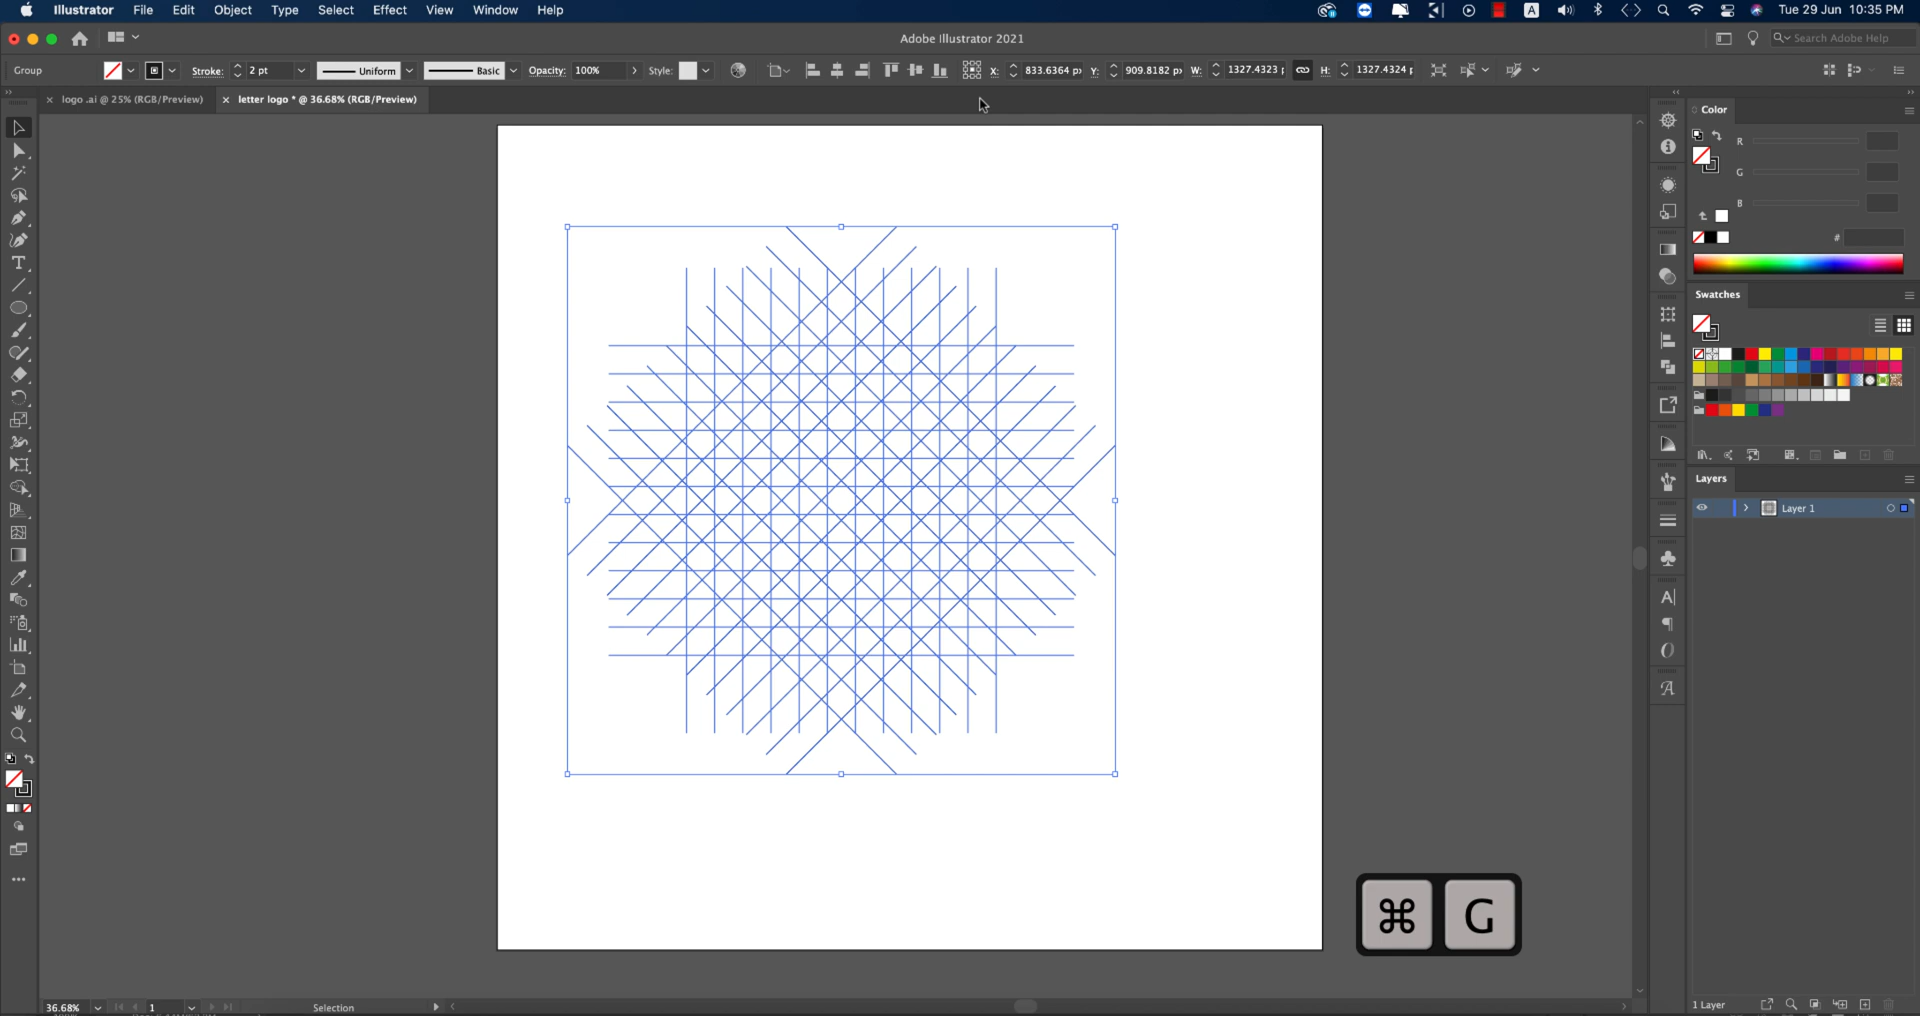 Illustrator File Edit Object Type Select Effect View Window Help
A
Tue 29 Jun 10:35 PM
Adobe Illustrator 2021
Search Adobe Help
Group
Stroke: 2 pt
Uniform
Basic
Opacity: 100%
Style:
X: 833.6364 px
Y: 909.8182 px
W: 1327.4323 p
H: 1327.4324 p
logo .ai @ 25% (RGB/Preview)
letter logo * @ 36.68% (RGB/Preview)
Color
R
G
B
#
Swatches
Layers
Layer 1
⌘ G
36.68%
1
Selection
1 Layer